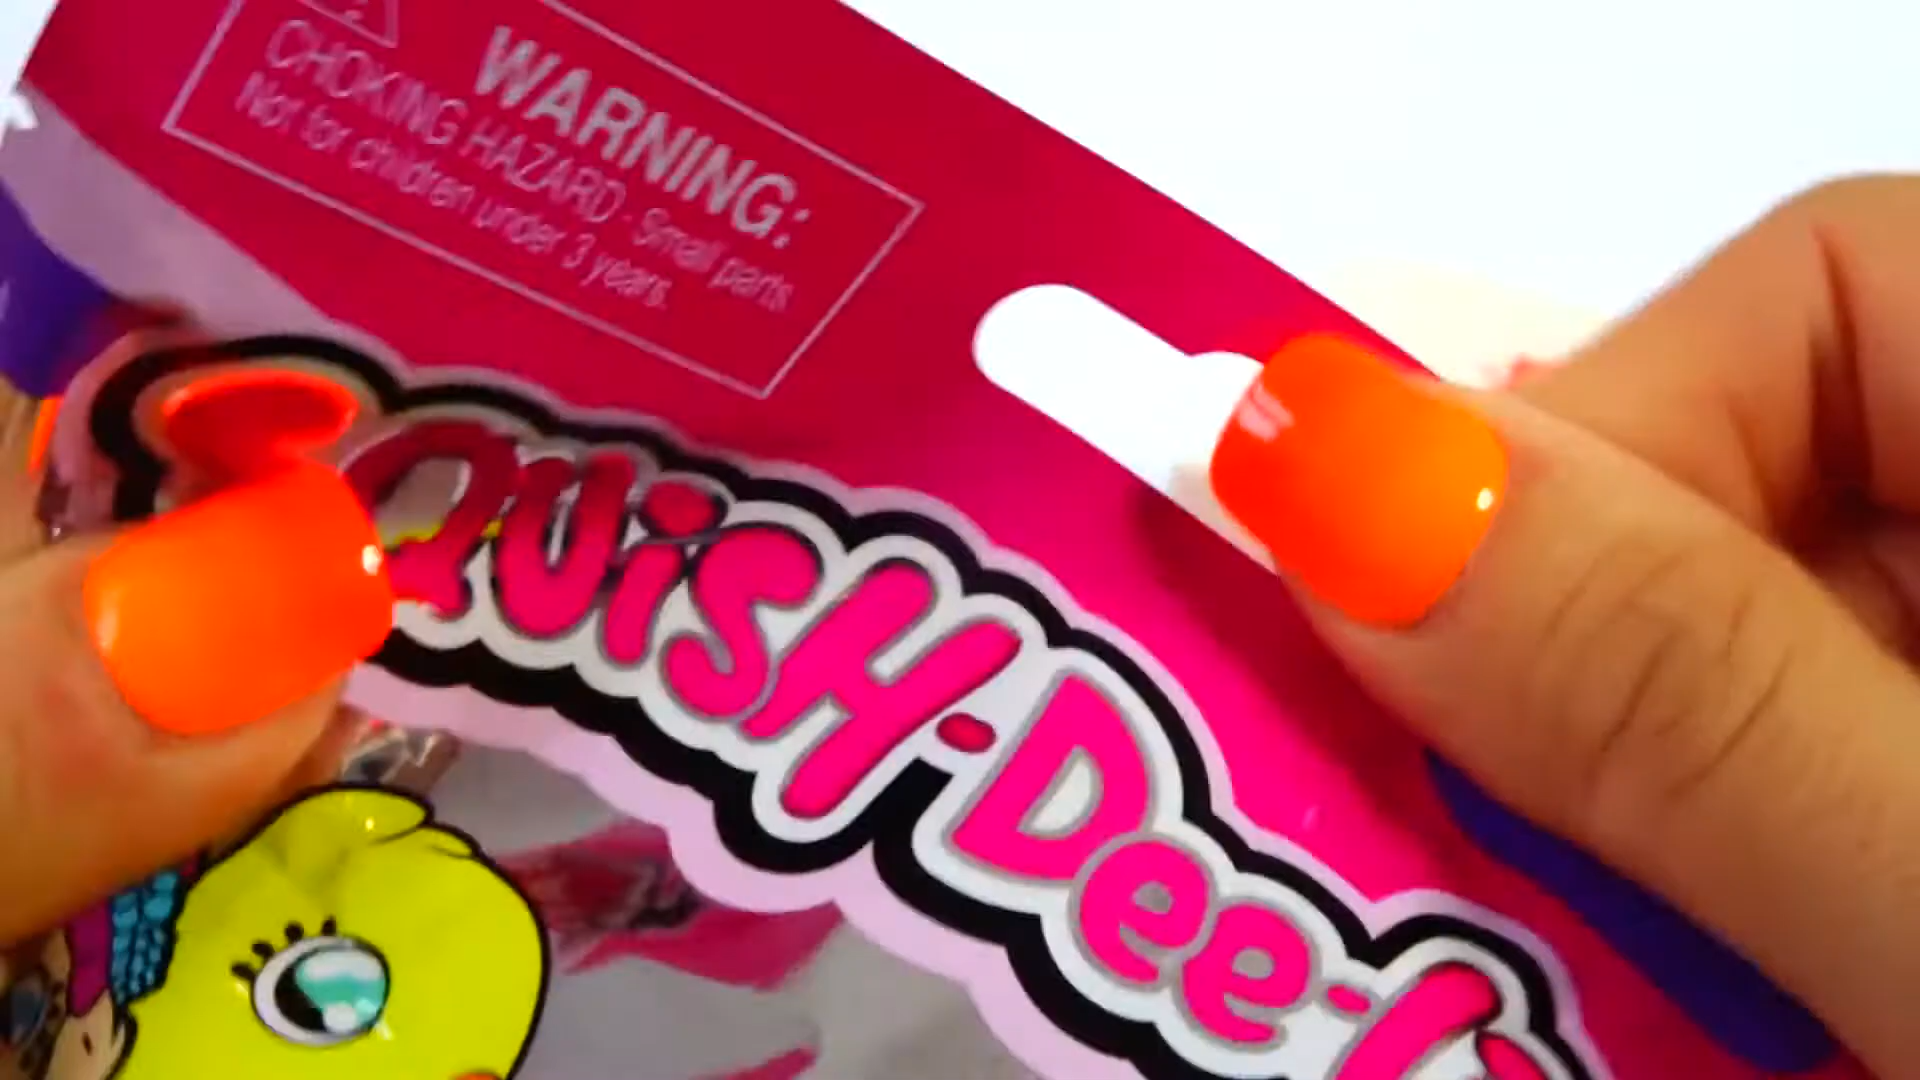 WARNING:
CHOKING HAZARD - Small parts
Not for children under 3 years.
QUiSH-Dee-